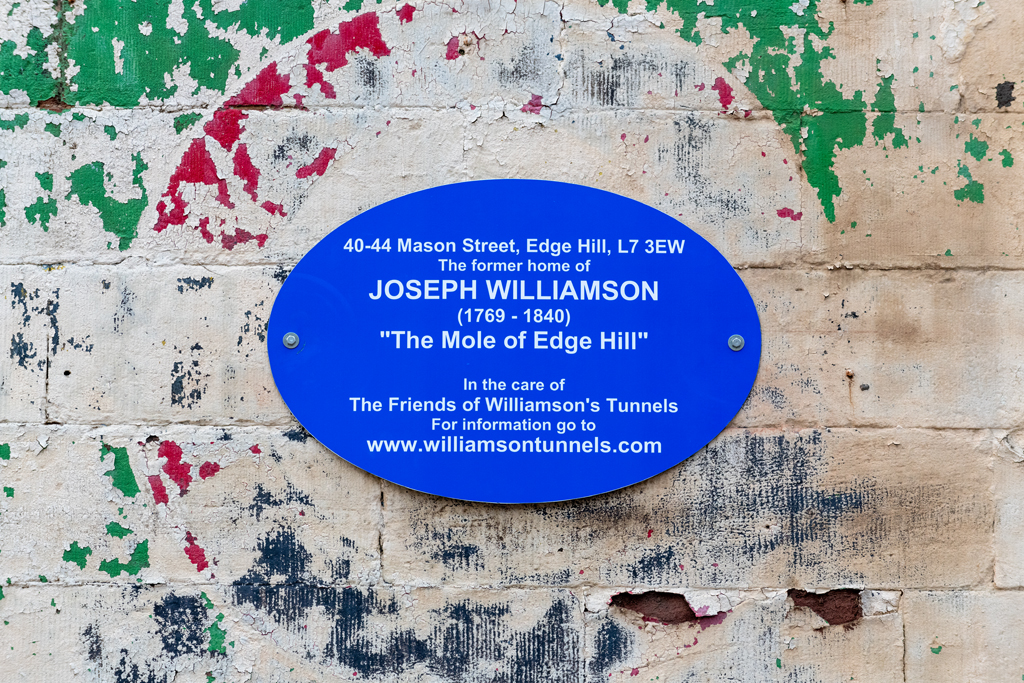 40-44 Mason Street, Edge Hill, L7 3EW
The former home of
JOSEPH WILLIAMSON
(1769 - 1840)
"The Mole of Edge Hill"
In the care of
The Friends of Williamson's Tunnels
For information go to
www.williamsontunnels.com